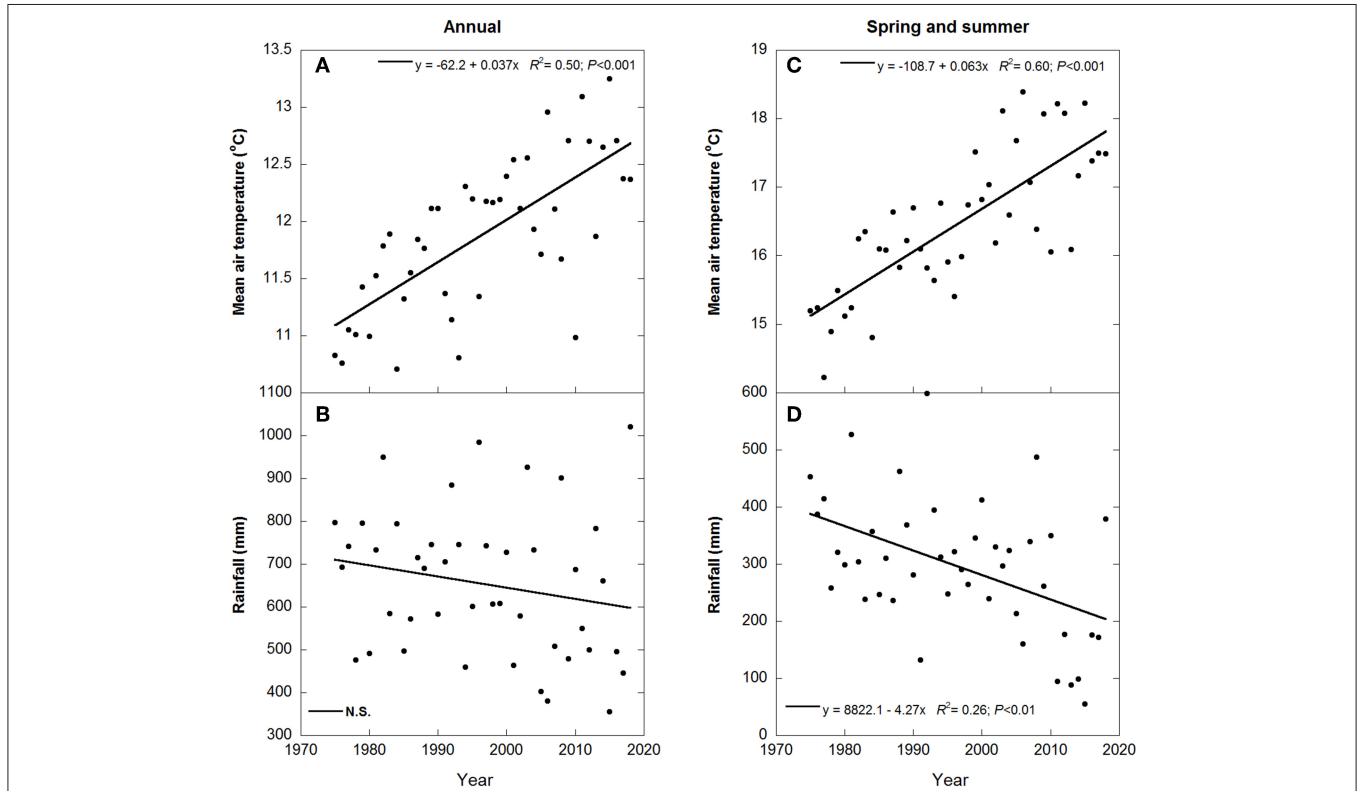 Annual
Spring and summer
A
y = -62.2 + 0.037x R²= 0.50; P<0.001
C
y = -108.7 + 0.063x R²= 0.60; P<0.001
Mean air temperature (°C)
13.5
13
12.5
12
11.5
11
Mean air temperature (°C)
19
18
17
16
15
B
N.S.
Rainfall (mm)
1100
1000
900
800
700
600
500
400
300
1970 1980 1990 2000 2010 2020
Year
D
y = 8822.1 - 4.27x R²= 0.26; P<0.01
Rainfall (mm)
600
500
400
300
200
100
0
1970 1980 1990 2000 2010 2020
Year